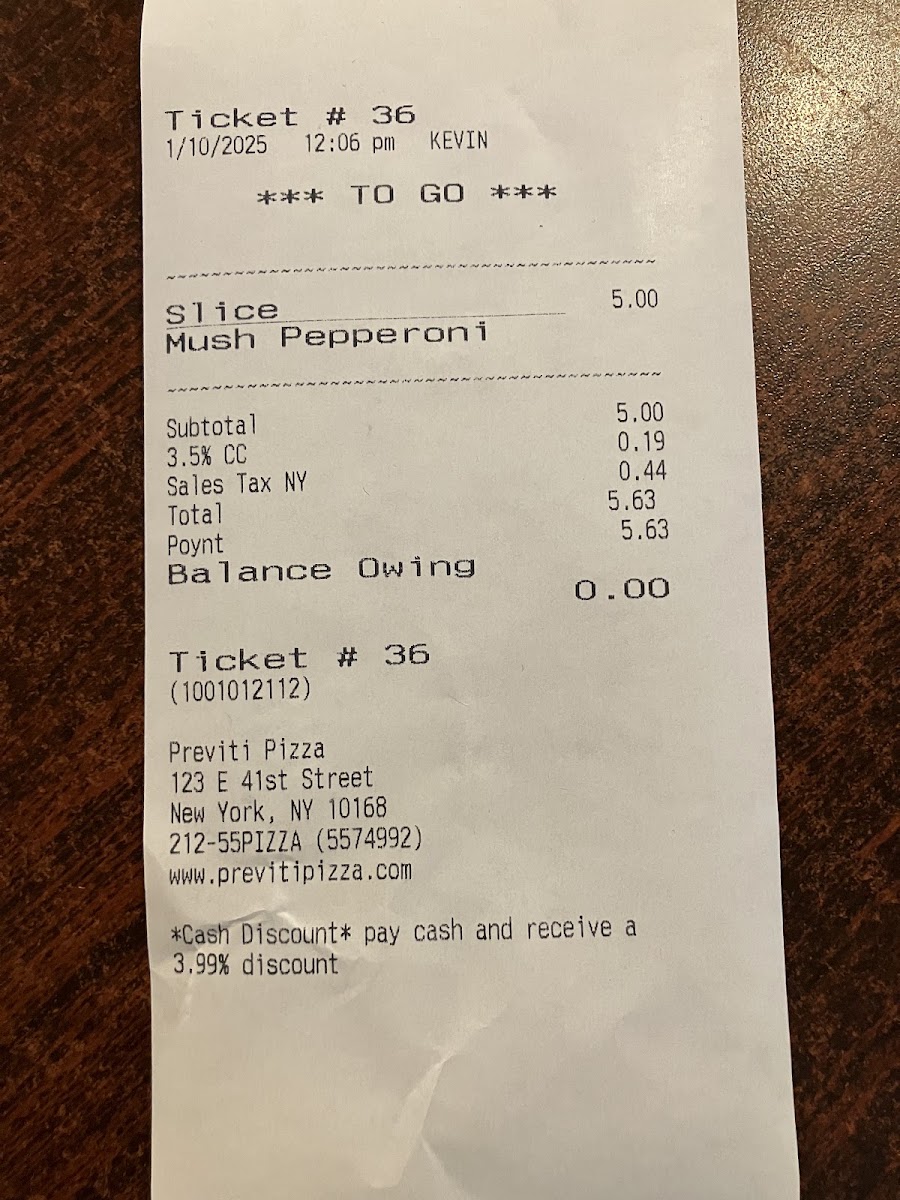 Ticket # 36
1/10/2025 12:06 pm KEVIN
*** TO GO ***
~~~~~~~~~~~~~~~~~~~~~~~~~~~~~~~~~~~~~~~~~~
Slice 5.00
Mush Pepperoni
~~~~~~~~~~~~~~~~~~~~~~~~~~~~~~~~~~~~~~~~~~
Subtotal 5.00
3.5% CC 0.19
Sales Tax NY 0.44
Total 5.63
Poynt 5.63
Balance Owing 0.00
Ticket # 36
(1001012112)
Previti Pizza
123 E 41st Street
New York, NY 10168
212-55PIZZA (5574992)
www.previtipizza.com
*Cash Discount* pay cash and receive a
3.99% discount